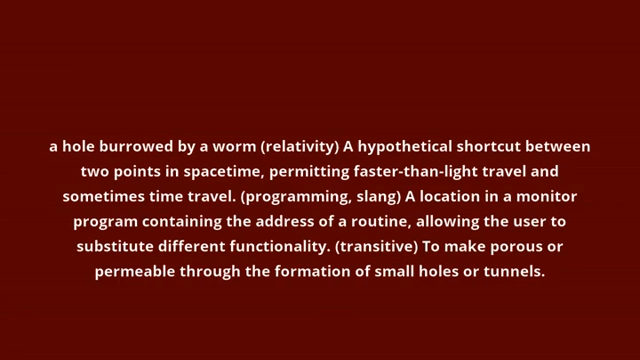 a hole burrowed by a worm (relativity) A hypothetical shortcut between
two points in spacetime, permitting faster-than-light travel and
sometimes time travel. (programming, slang) A location in a monitor
program containing the address of a routine, allowing the user to
substitute different functionality. (transitive) To make porous or
permeable through the formation of small holes or tunnels.